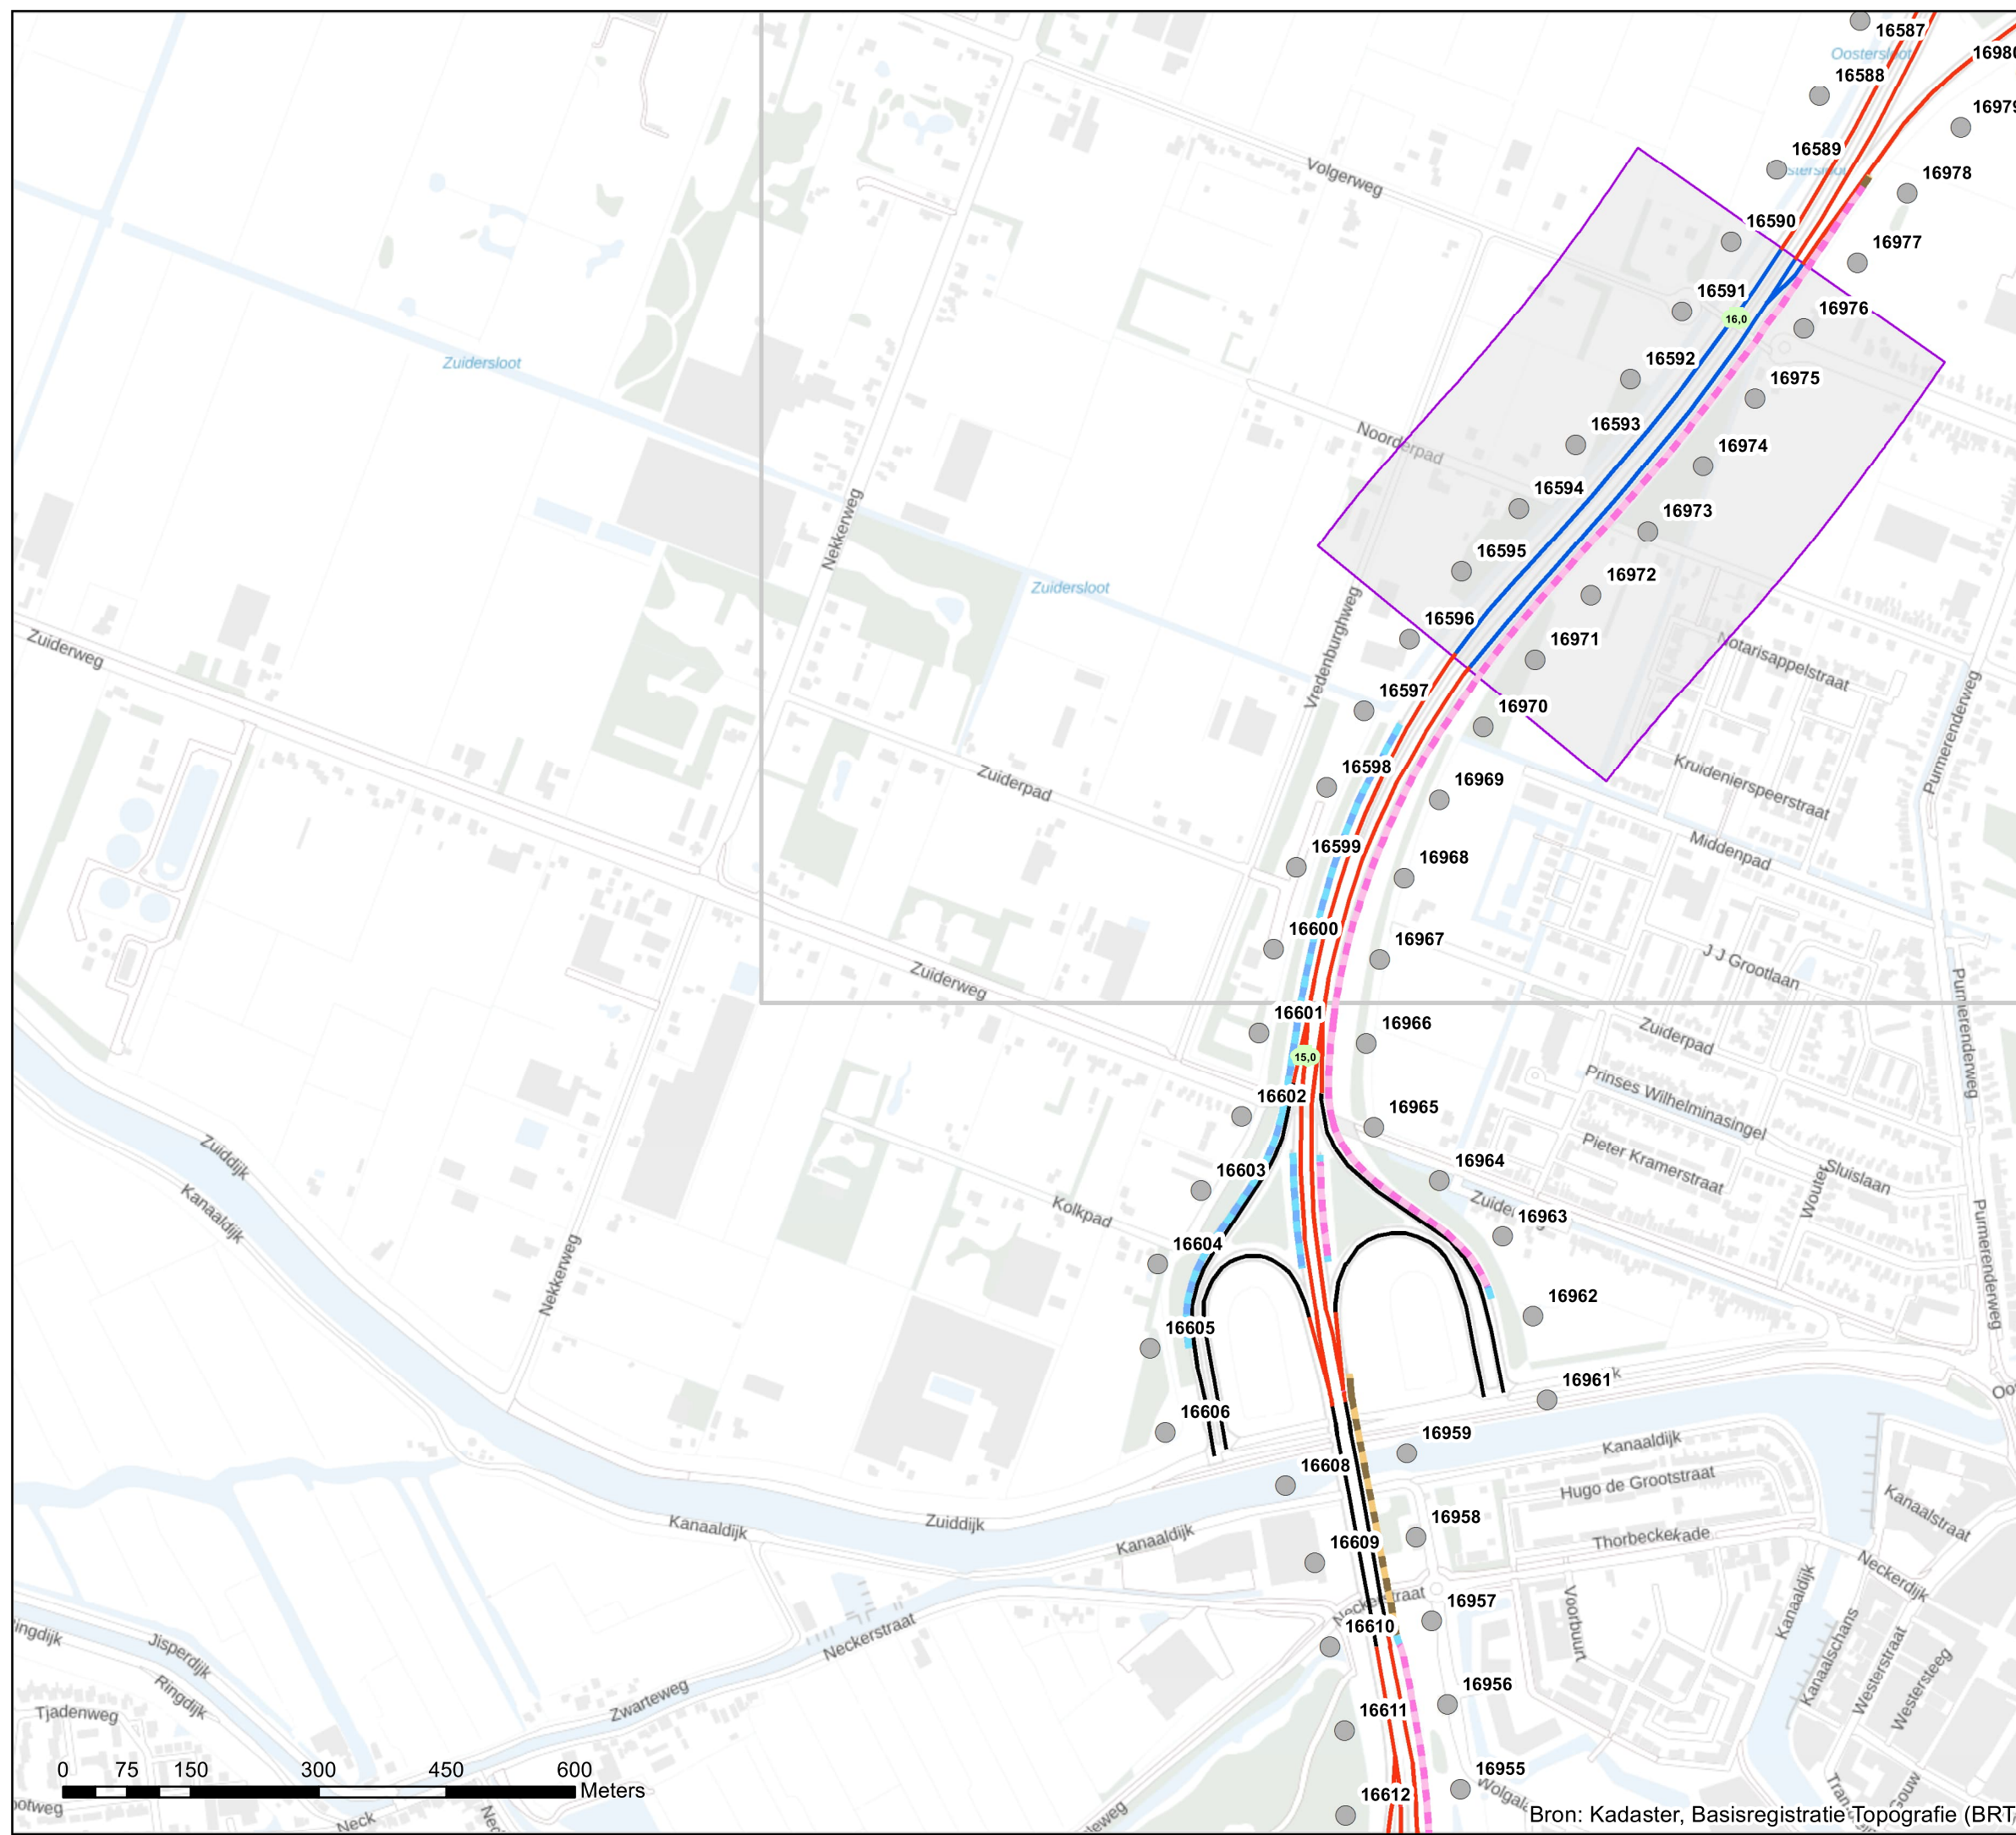 16587
Oostersloot
16980
16588
16979
16589
Volgerweg
16978
16590
16977
16591
16976
16,0
16592
Zuidersloot
16975
16593
Noorderpad
16974
16594
Nekkerweg
16973
16595
Zuidersloot
16972
16596
Vredenburghweg
16971
Zuiderweg
Notarisappelstraat
16597
16970
Purmerenderweg
16598
Zuiderpad
16969
Kruidenierspeerstraat
16599
Middenpad
16968
16600
16967
Zuiderweg
J J Grootlaan
16601
16966
Purmerenderweg
Zuiderpad
15,0
16602
16965
Prinses Wilhelminasingel
Zuiddijk
16603
16964
Pieter Kramerstraat
Sluislaan
Wouter
Kanaaldijk
Kolkpad
16963
16604
Nekkerweg
Purmerenderweg
16962
16605
16961
16606
16959
Kanaaldijk
16608
Hugo de Grootstraat
Kanaalstraat
Kanaaldijk
Zuiddijk
Kanaaldijk
16958
Thorbeckekade
16609
Neckerdijk
Neckerstraat
16957
Voorbuurt
Kanaaldijk
16610
Neckerstraat
Jisperdijk
Ringdijk
Kanaalschans
Westerstraat
Westersteeg
Zwarteweg
16956
16611
Tjadenweg
0 75 150 300 450 600
Meters
16955
16612
Neck
Bron: Kadaster, Basisregistratie Topografie (BRT